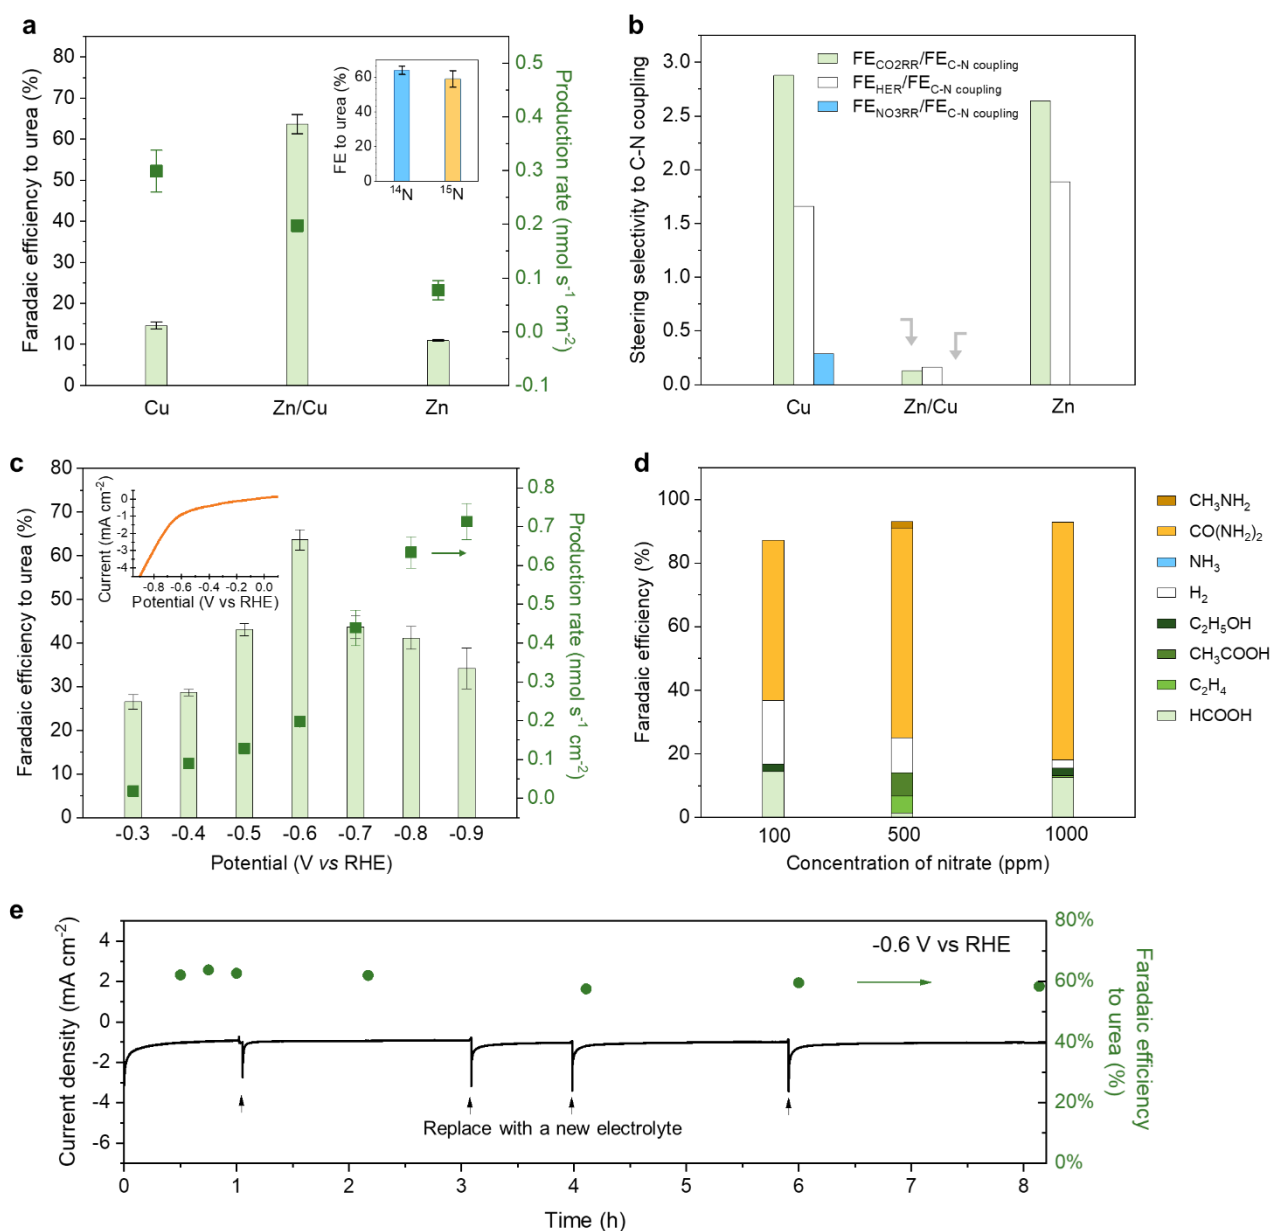 a
Faradaic efficiency to urea (%)
80
70
60
50
40
30
20
10
0
Cu
Zn/Cu
Zn
0.5
0.4
0.3
0.2
0.1
0.0
-0.1
Production rate (nmol s⁻¹ cm⁻²)
FE to urea (%)
60
40
20
0
¹⁴N
¹⁵N
b
Steering selectivity to C-N coupling
3.0
2.5
2.0
1.5
1.0
0.5
0.0
FE_CO2RR/FE_C-N coupling
FE_HER/FE_C-N coupling
FE_NO3RR/FE_C-N coupling
Cu
Zn/Cu
Zn
c
Faradaic efficiency to urea (%)
80
70
60
50
40
30
20
10
0
-0.3
-0.4
-0.5
-0.6
-0.7
-0.8
-0.9
Potential (V vs RHE)
0.8
0.7
0.6
0.5
0.4
0.3
0.2
0.1
0.0
Production rate (nmol s⁻¹ cm⁻²)
Current (mA cm⁻²)
0
-1
-2
-3
-4
-0.8
-0.6
-0.4
-0.2
0.0
Potential (V vs RHE)
d
Faradaic efficiency (%)
100
80
60
40
20
0
100
500
1000
Concentration of nitrate (ppm)
CH₃NH₂
CO(NH₂)₂
NH₃
H₂
C₂H₅OH
CH₃COOH
C₂H₄
HCOOH
e
Current density (mA cm⁻²)
4
2
0
-2
-4
-6
-0.6 V vs RHE
Replace with a new electrolyte
0
1
2
3
4
5
6
7
8
Time (h)
80%
60%
40%
20%
0%
Faradaic efficiency
to urea (%)